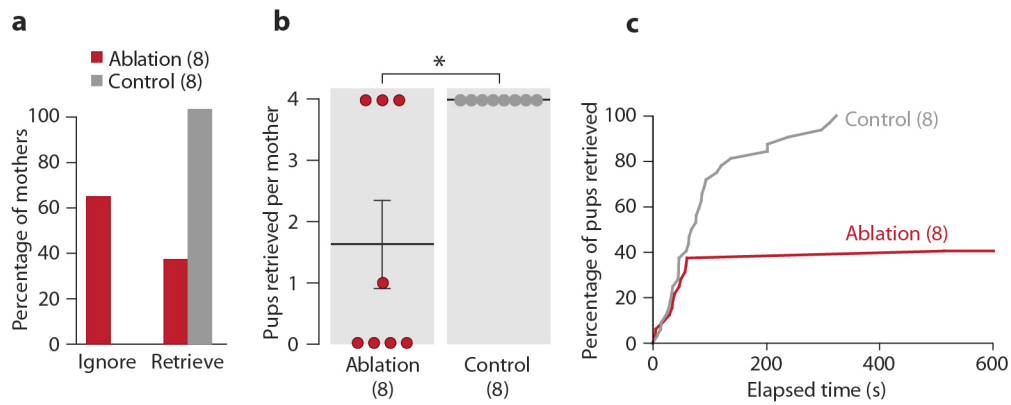 a
Ablation (8)
Control (8)
Percentage of mothers
100
80
60
40
20
0
Ignore
Retrieve
b
*
Pups retrieved per mother
4
3
2
1
0
Ablation
(8)
Control
(8)
c
Percentage of pups retrieved
100
80
60
40
20
0
Control (8)
Ablation (8)
0
200
400
600
Elapsed time (s)